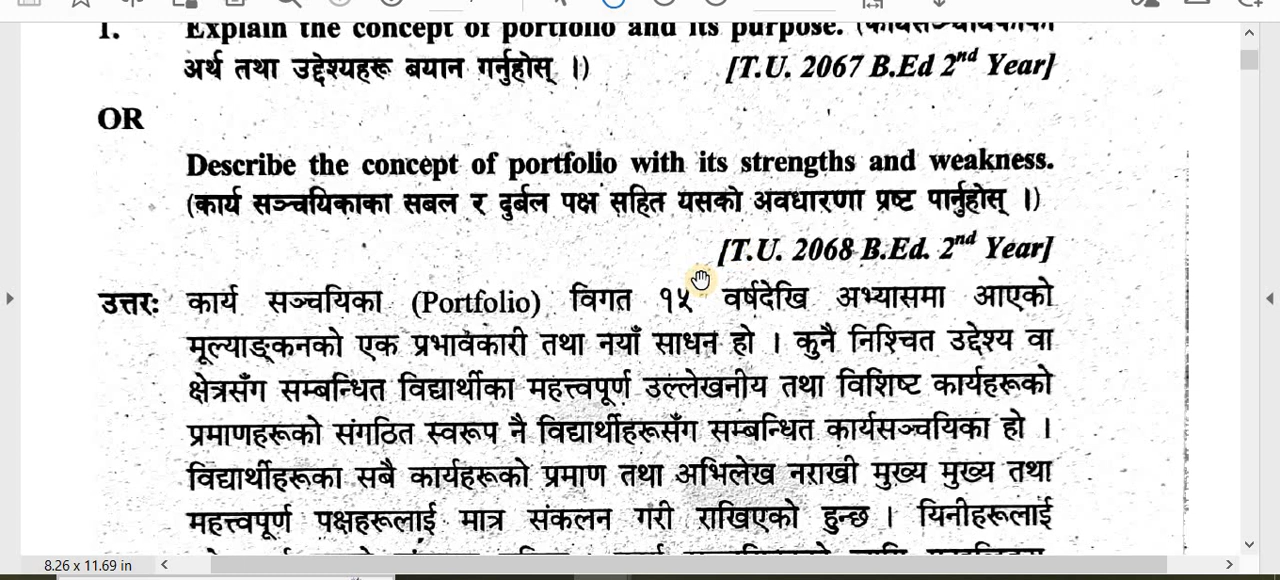 1. Explain the concept of portfolio and its purpose. (कार्यसञ्चयिकाका
अर्थ तथा उद्देश्यहरू बयान गर्नुहोस् ।) [T.U. 2067 B.Ed 2nd Year]
OR
Describe the concept of portfolio with its strengths and weakness.
(कार्य सञ्चयिकाका सबल र दुर्बल पक्ष सहित यसको अवधारणा प्रष्ट पार्नुहोस् ।)
[T.U. 2068 B.Ed. 2nd Year]
उत्तरः कार्य सञ्चयिका (Portfolio) विगत १५ वर्षदेखि अभ्यासमा आएको
मूल्याङ्कनको एक प्रभावकारी तथा नयाँ साधन हो । कुनै निश्चित उद्देश्य वा
क्षेत्रसँग सम्बन्धित विद्यार्थीका महत्त्वपूर्ण उल्लेखनीय तथा विशिष्ट कार्यहरूको
प्रमाणहरूको संगठित स्वरूप नै विद्यार्थीहरूसँग सम्बन्धित कार्यसञ्चयिका हो ।
विद्यार्थीहरूका सबै कार्यहरूको प्रमाण तथा अभिलेख नराखी मुख्य मुख्य तथा
महत्त्वपूर्ण पक्षहरूलाई मात्र संकलन गरी राखिएको हुन्छ । यिनीहरूलाई
8.26 x 11.69 in